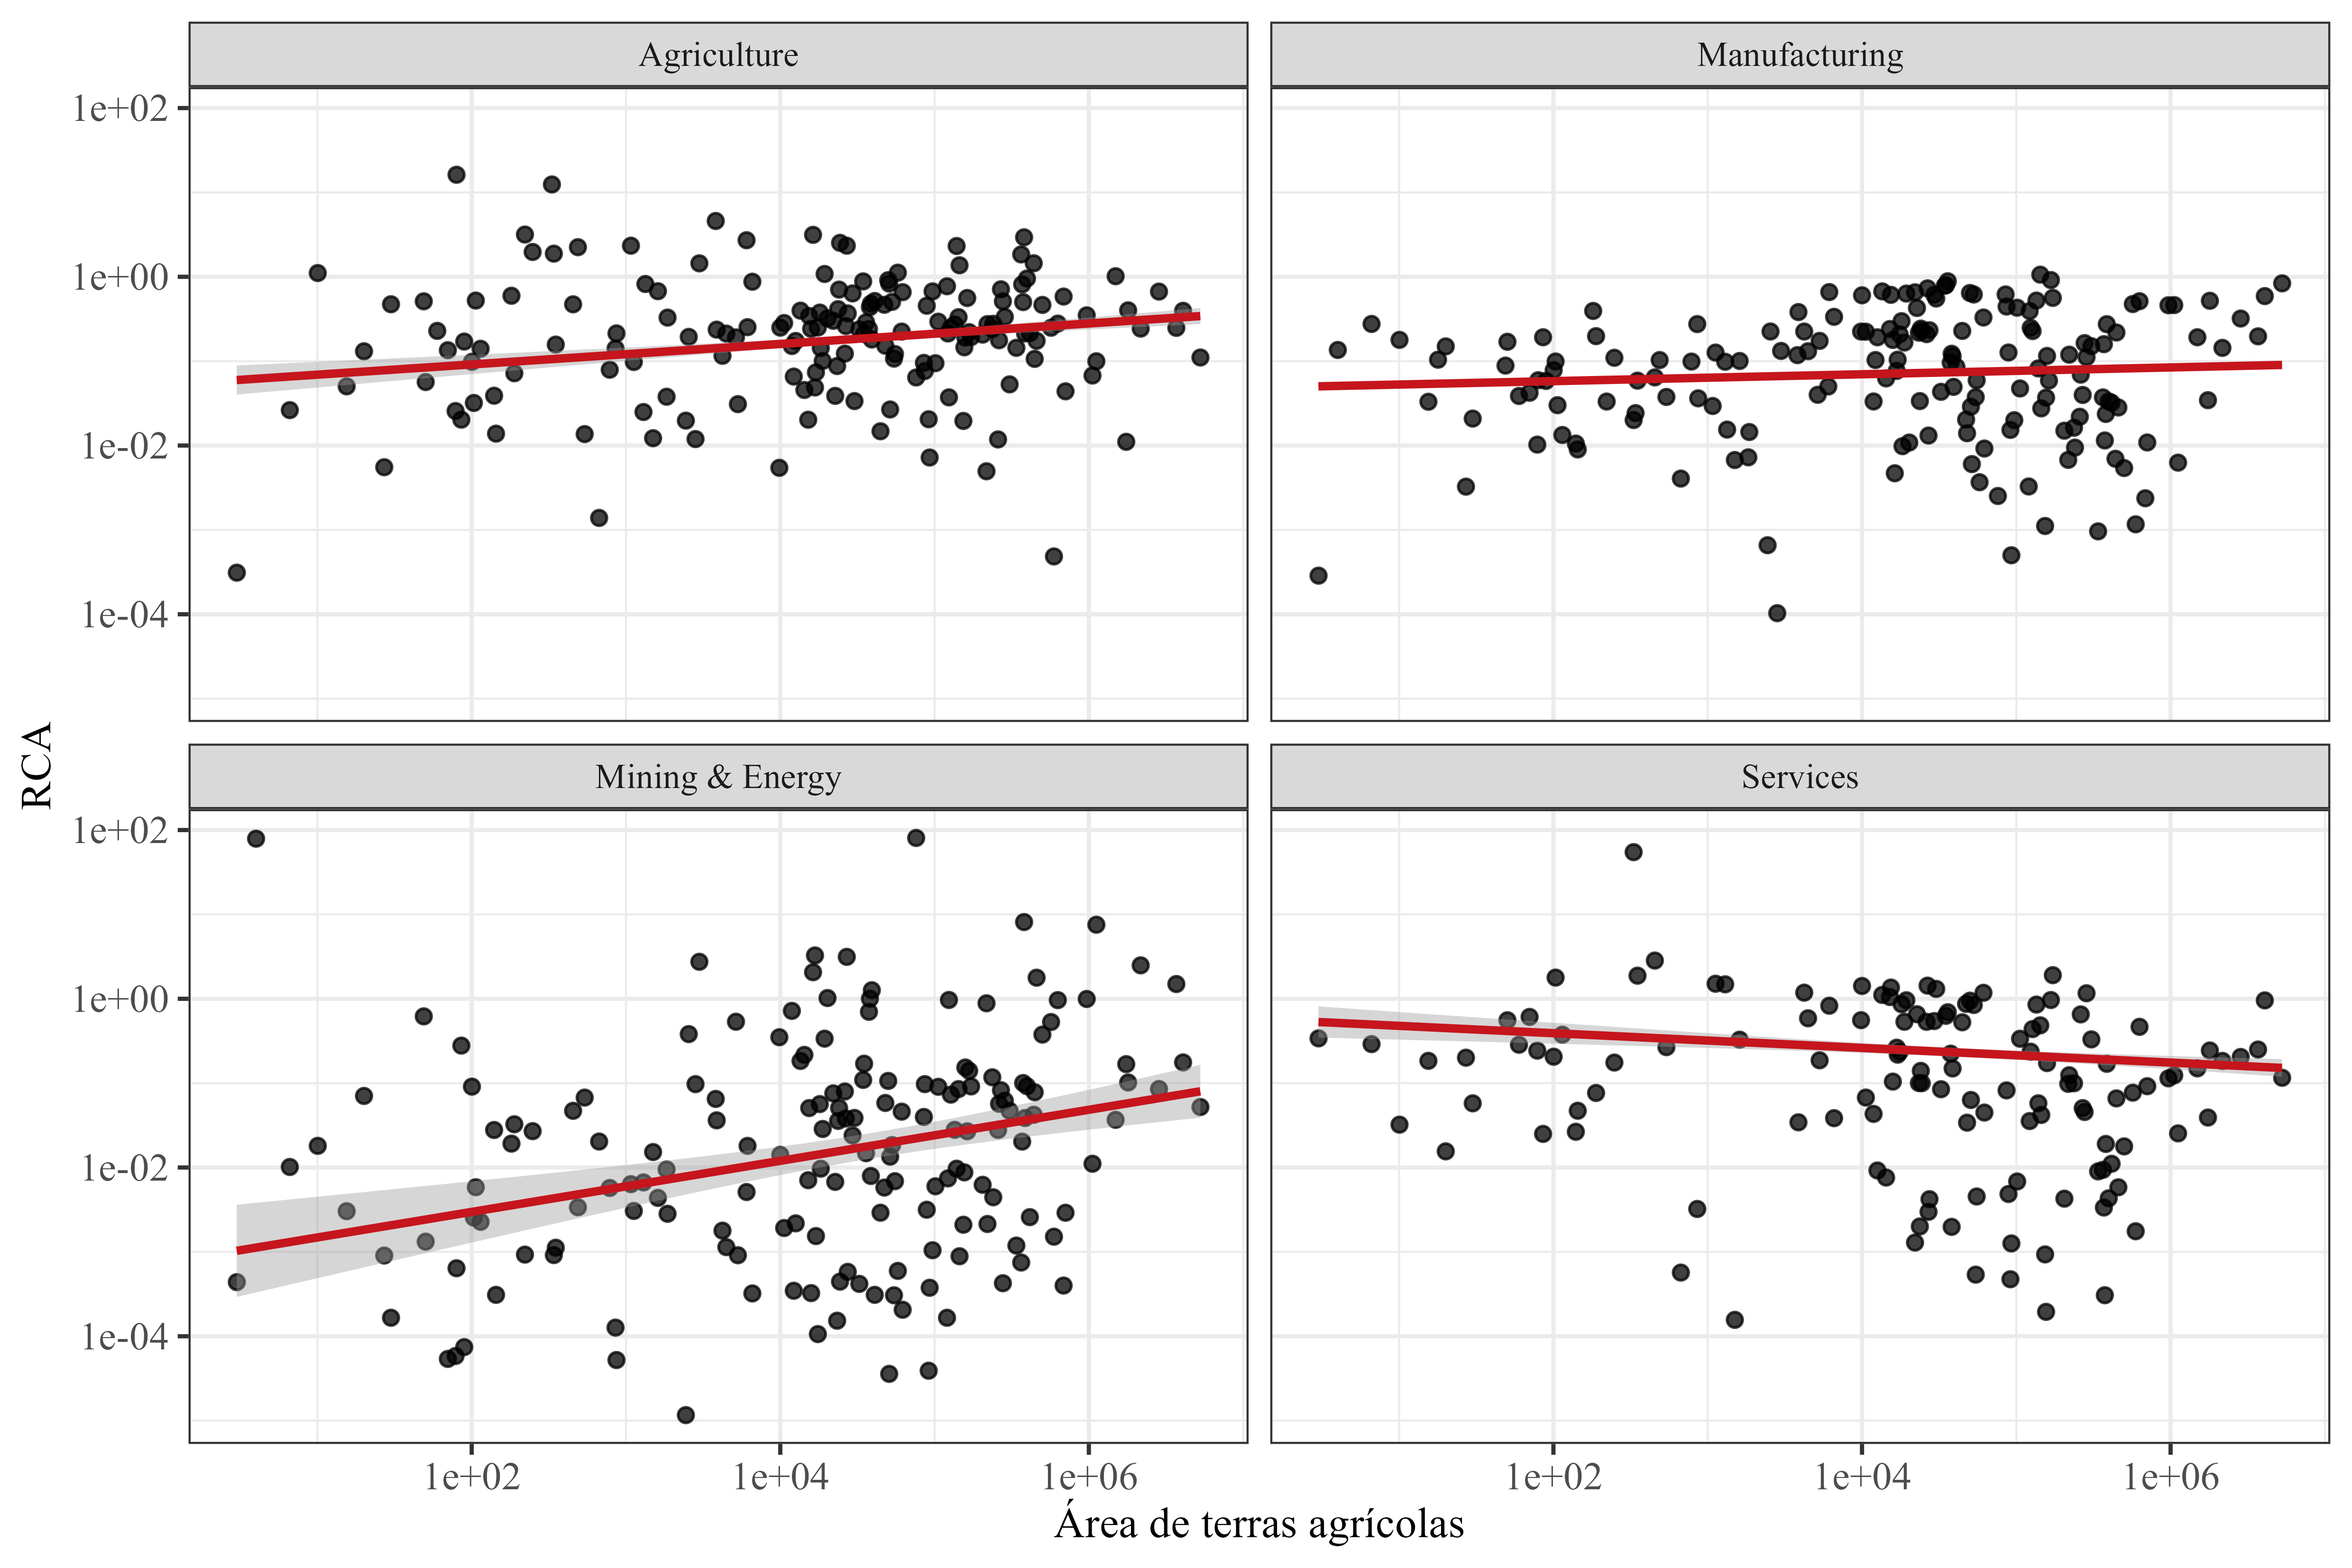 Agriculture
Manufacturing
1e+02
1e+00
1e-02
1e-04
RCA
Mining & Energy
Services
1e+02
1e+00
1e-02
1e-04
1e+02 1e+04 1e+06 1e+02 1e+04 1e+06
Área de terras agrícolas